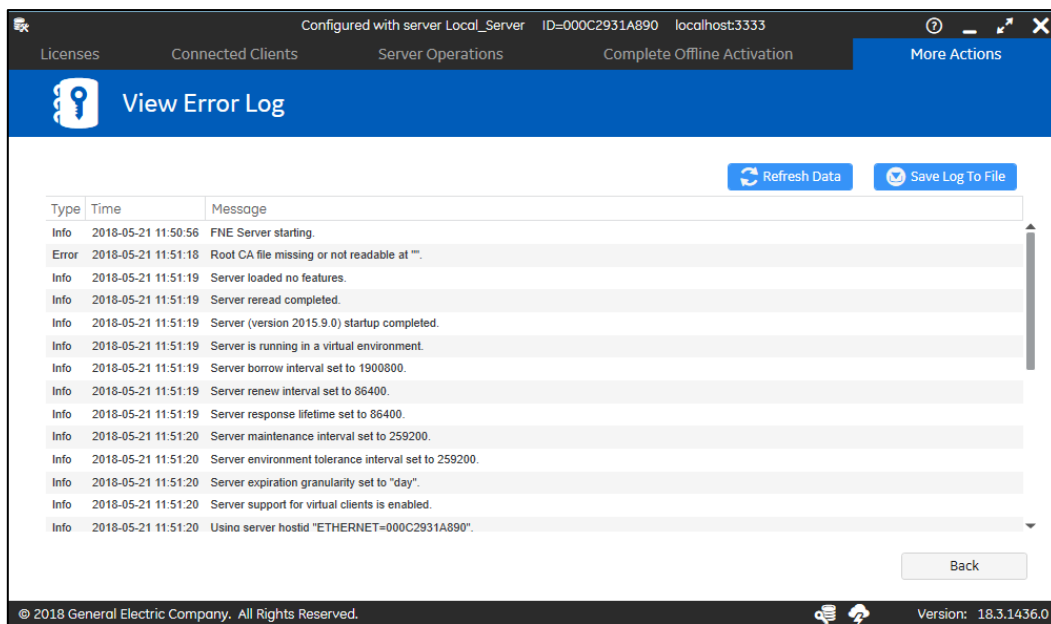 Configured with server Local_Server ID=000C2931A890 localhost:3333
Licenses Connected Clients Server Operations Complete Offline Activation More Actions
View Error Log
Refresh Data Save Log To File
Type Time Message
Info 2018-05-21 11:50:56 FNE Server starting.
Error 2018-05-21 11:51:18 Root CA file missing or not readable at "".
Info 2018-05-21 11:51:19 Server loaded no features.
Info 2018-05-21 11:51:19 Server reread completed.
Info 2018-05-21 11:51:19 Server (version 2015.9.0) startup completed.
Info 2018-05-21 11:51:19 Server is running in a virtual environment.
Info 2018-05-21 11:51:19 Server borrow interval set to 1900800.
Info 2018-05-21 11:51:19 Server renew interval set to 86400.
Info 2018-05-21 11:51:19 Server response lifetime set to 86400.
Info 2018-05-21 11:51:20 Server maintenance interval set to 259200.
Info 2018-05-21 11:51:20 Server environment tolerance interval set to 259200.
Info 2018-05-21 11:51:20 Server expiration granularity set to "day".
Info 2018-05-21 11:51:20 Server support for virtual clients is enabled.
Info 2018-05-21 11:51:20 Using server hostid "ETHERNET=000C2931A890".
Back
© 2018 General Electric Company. All Rights Reserved. Version: 18.3.1436.0